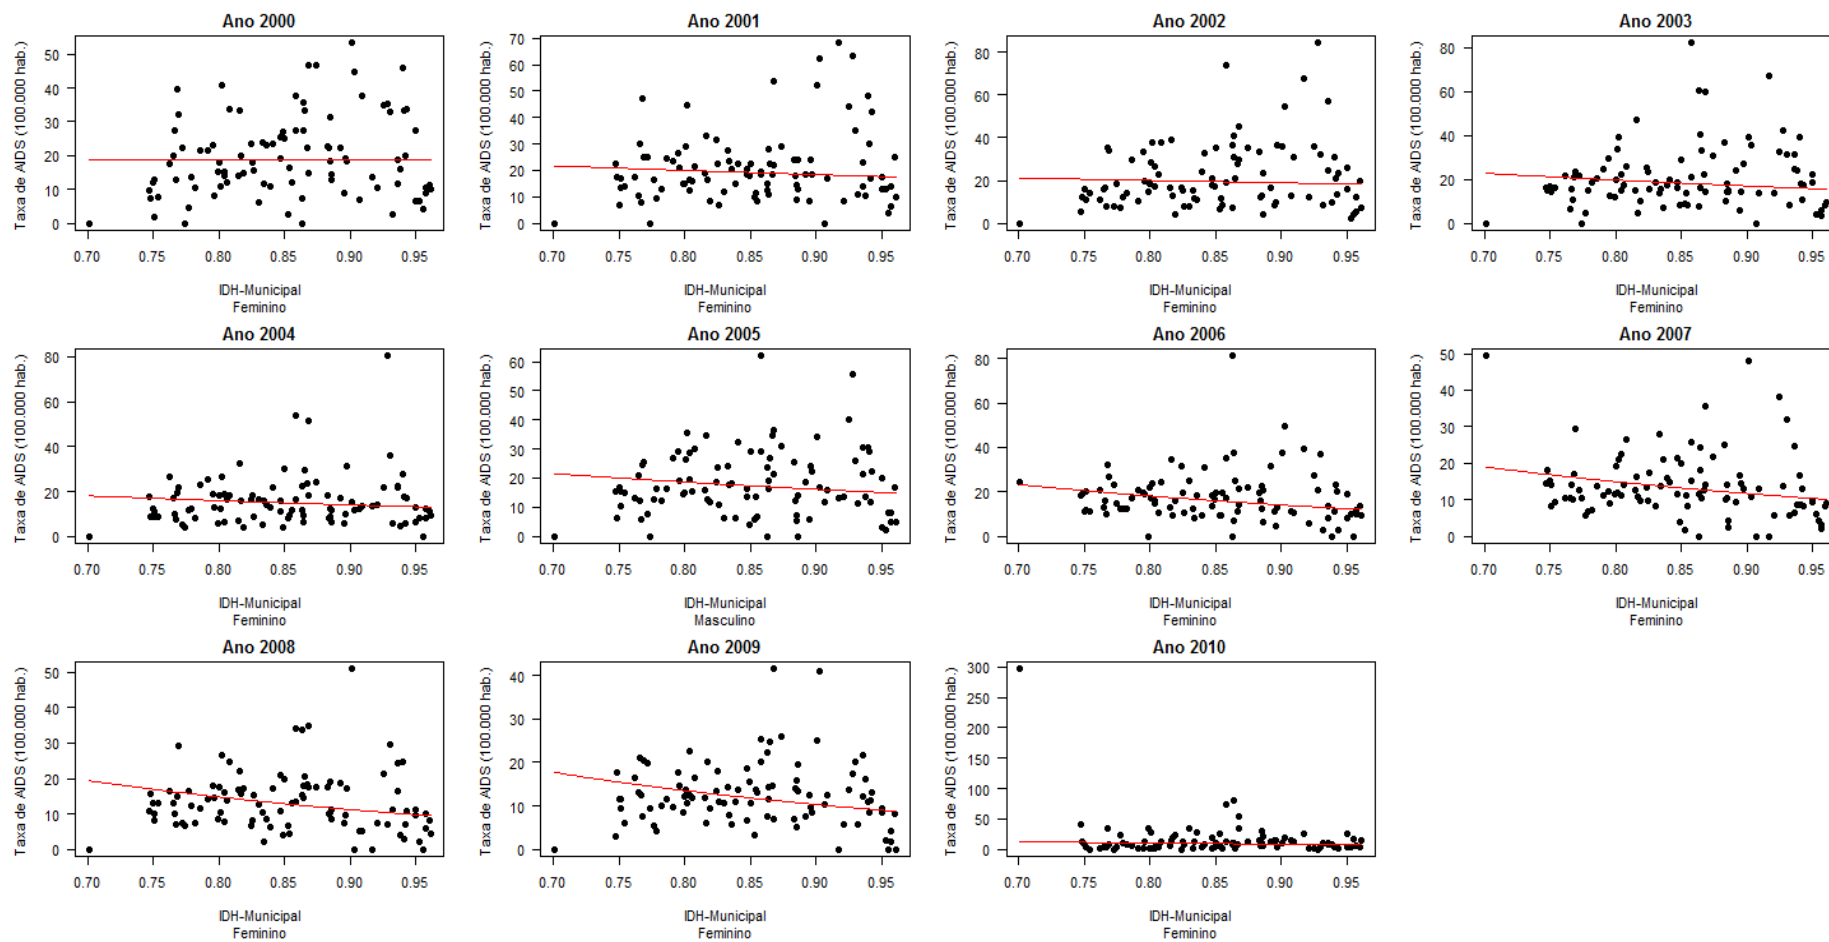 Ano 2000
Taxa de AIDS (100.000 hab.)
50
40
30
20
10
0
0.70 0.75 0.80 0.85 0.90 0.95
IDH-Municipal
Feminino
Ano 2001
Taxa de AIDS (100.000 hab.)
70
60
50
40
30
20
10
0
0.70 0.75 0.80 0.85 0.90 0.95
IDH-Municipal
Feminino
Ano 2002
Taxa de AIDS (100.000 hab.)
80
60
40
20
0
0.70 0.75 0.80 0.85 0.90 0.95
IDH-Municipal
Feminino
Ano 2003
Taxa de AIDS (100.000 hab.)
80
60
40
20
0
0.70 0.75 0.80 0.85 0.90 0.95
IDH-Municipal
Feminino
Ano 2004
Taxa de AIDS (100.000 hab.)
80
60
40
20
0
0.70 0.75 0.80 0.85 0.90 0.95
IDH-Municipal
Feminino
Ano 2005
Taxa de AIDS (100.000 hab.)
60
50
40
30
20
10
0
0.70 0.75 0.80 0.85 0.90 0.95
IDH-Municipal
Masculino
Ano 2006
Taxa de AIDS (100.000 hab.)
80
60
40
20
0
0.70 0.75 0.80 0.85 0.90 0.95
IDH-Municipal
Feminino
Ano 2007
Taxa de AIDS (100.000 hab.)
50
40
30
20
10
0
0.70 0.75 0.80 0.85 0.90 0.95
IDH-Municipal
Feminino
Ano 2008
Taxa de AIDS (100.000 hab.)
50
40
30
20
10
0
0.70 0.75 0.80 0.85 0.90 0.95
IDH-Municipal
Feminino
Ano 2009
Taxa de AIDS (100.000 hab.)
40
30
20
10
0
0.70 0.75 0.80 0.85 0.90 0.95
IDH-Municipal
Feminino
Ano 2010
Taxa de AIDS (100.000 hab.)
300
250
200
150
100
50
0
0.70 0.75 0.80 0.85 0.90 0.95
IDH-Municipal
Feminino